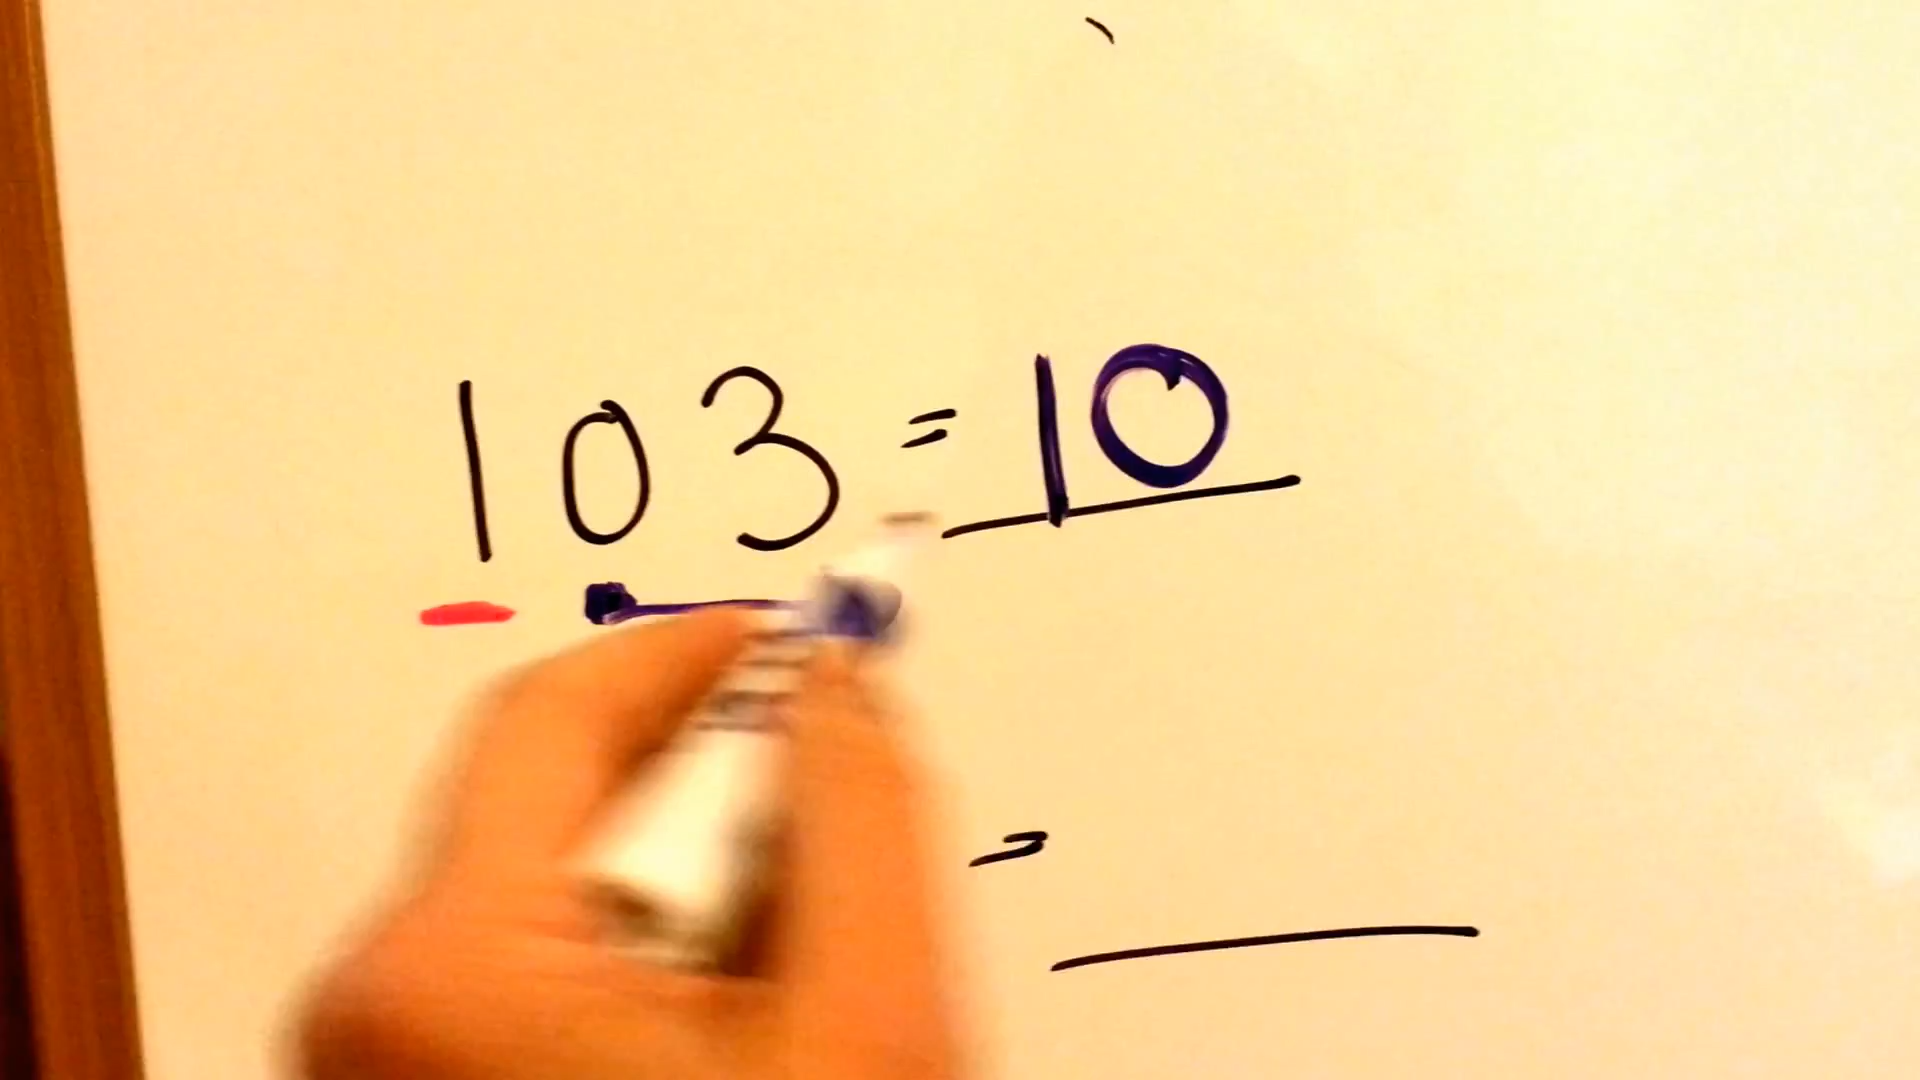 103 = 10
=